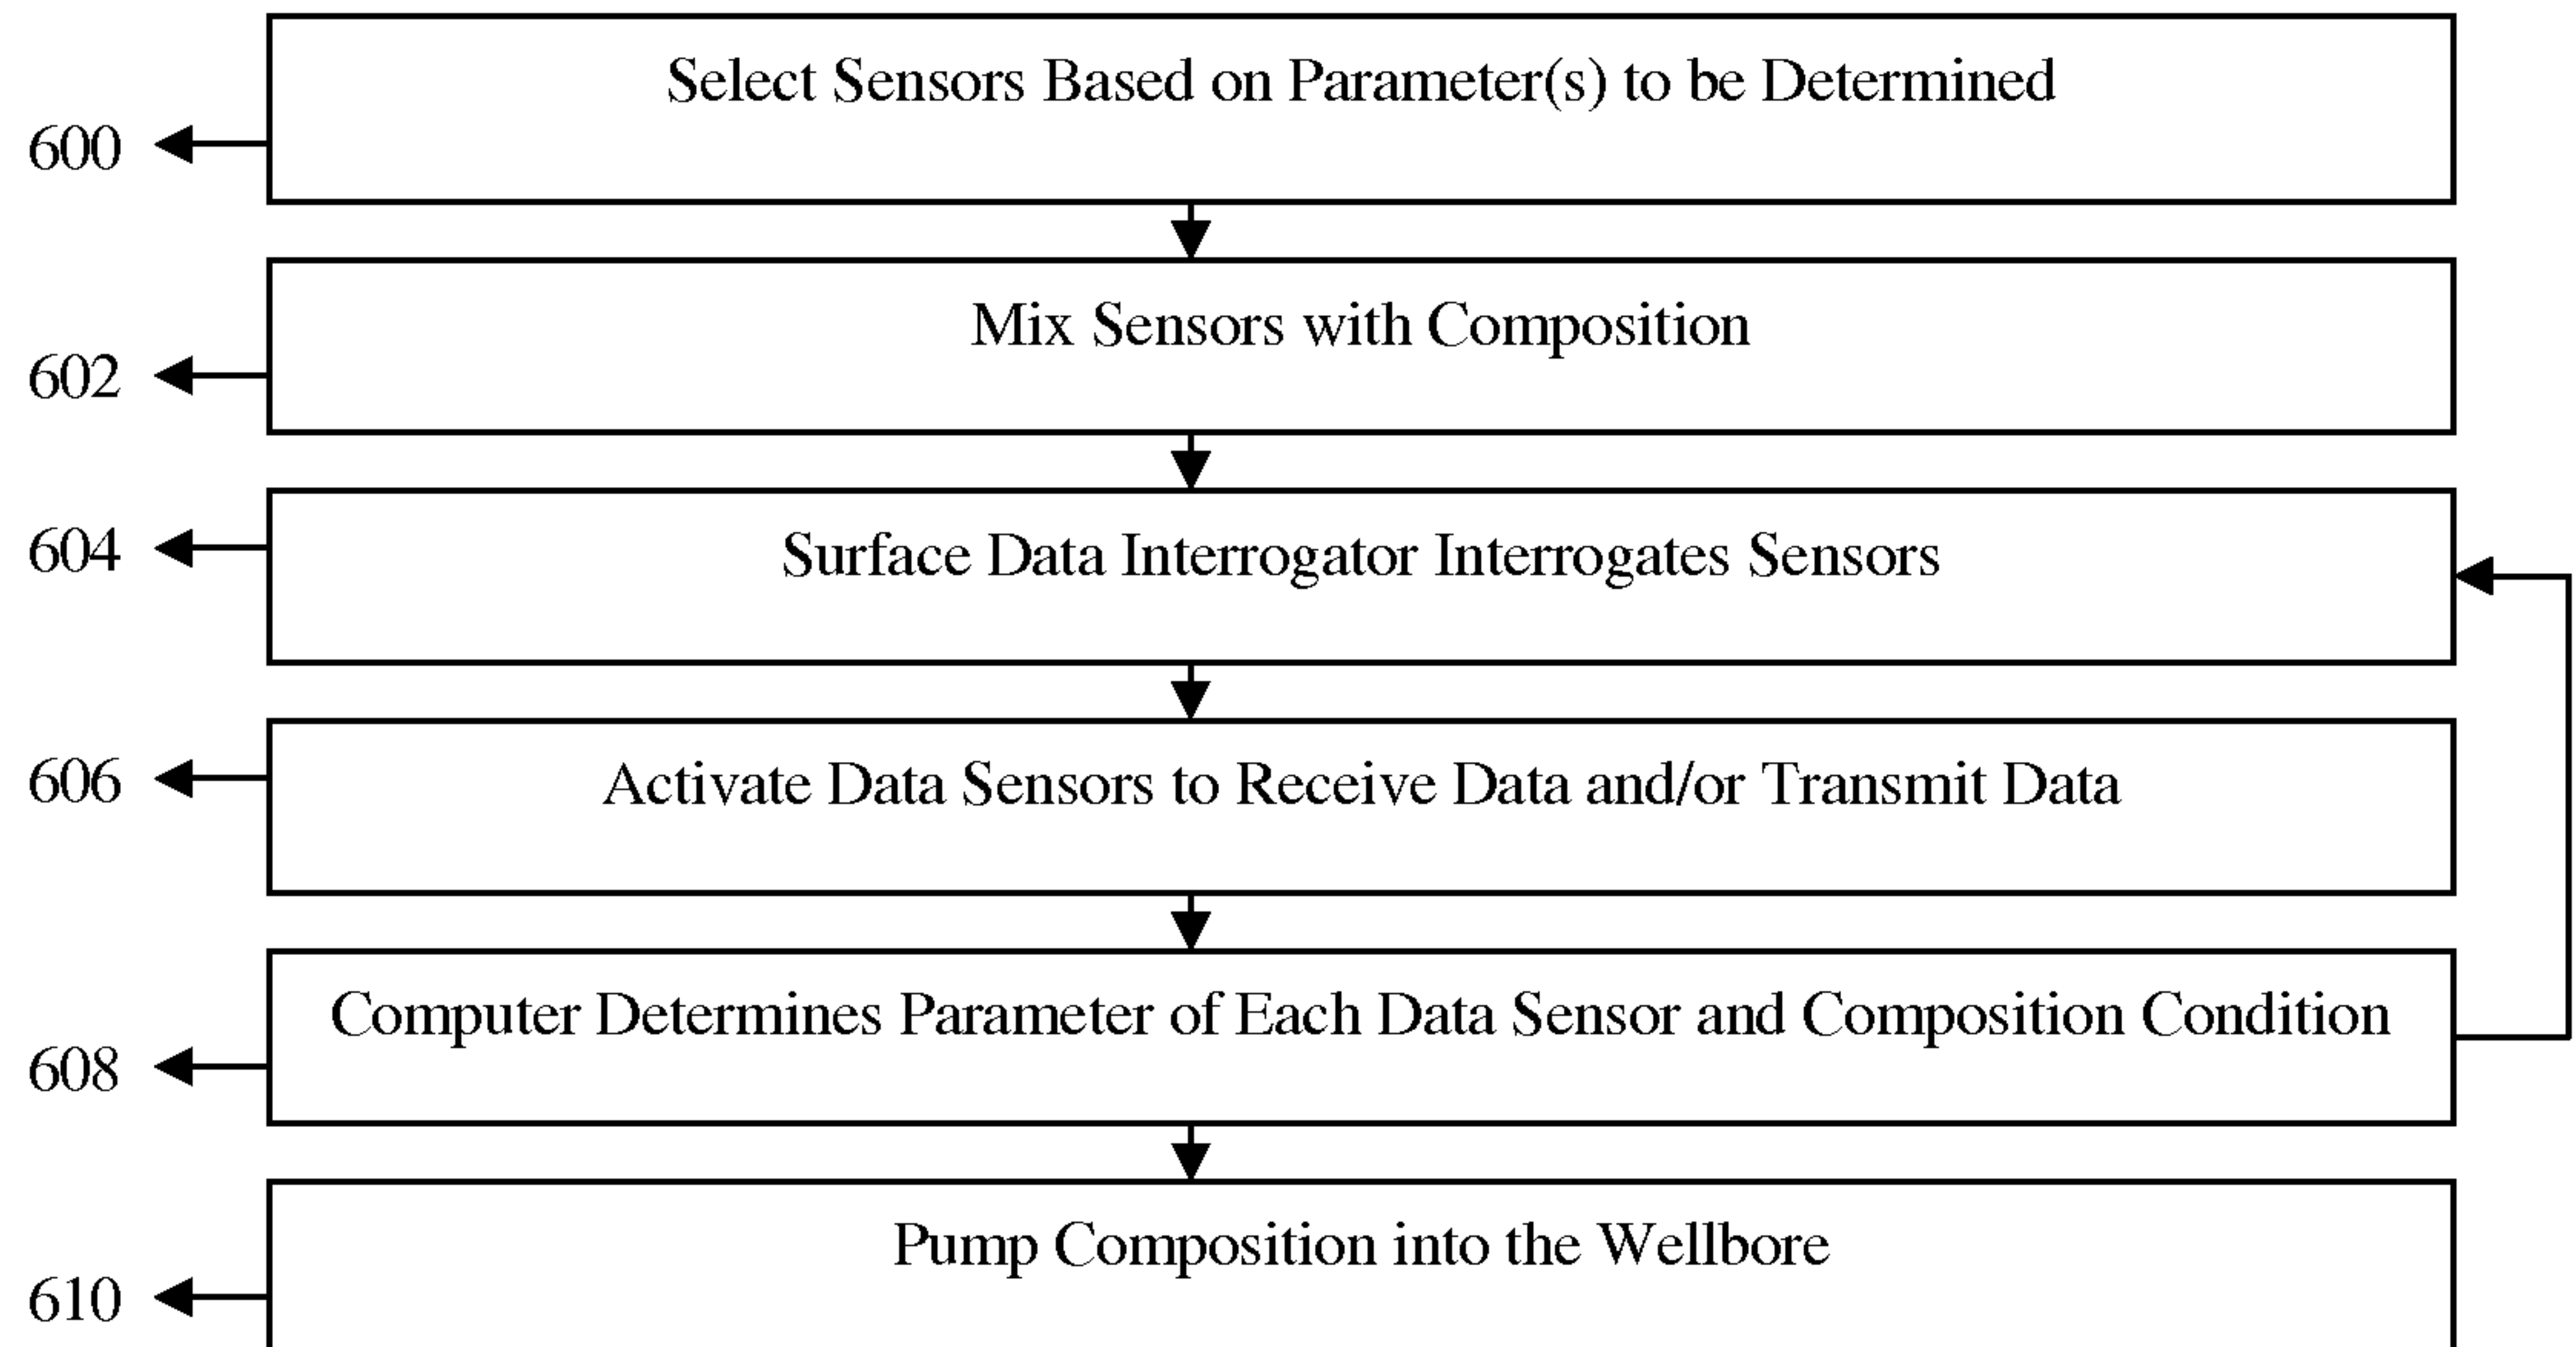 Select Sensors Based on Parameter(s) to be Determined
600
Mix Sensors with Composition
602
Surface Data Interrogator Interrogates Sensors
604
Activate Data Sensors to Receive Data and/or Transmit Data
606
Computer Determines Parameter of Each Data Sensor and Composition Condition
608
Pump Composition into the Wellbore
610